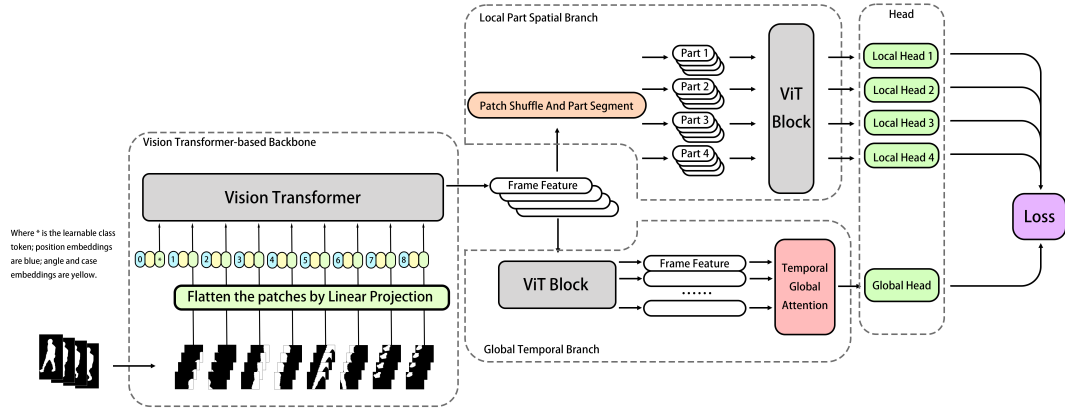 Local Part Spatial Branch
Head
Part 1
Part 2
Part 3
Part 4
Patch Shuffle And Part Segment
ViT
Block
Local Head 1
Local Head 2
Local Head 3
Local Head 4
Vision Transformer-based Backbone
Vision Transformer
Frame Feature
Loss
Where * is the learnable class
token; position embeddings
are blue; angle and case
embeddings are yellow.
0 * 1 2 3 4 5 6 7 8
Flatten the patches by Linear Projection
ViT Block
Frame Feature
......
Temporal
Global
Attention
Global Head
Global Temporal Branch